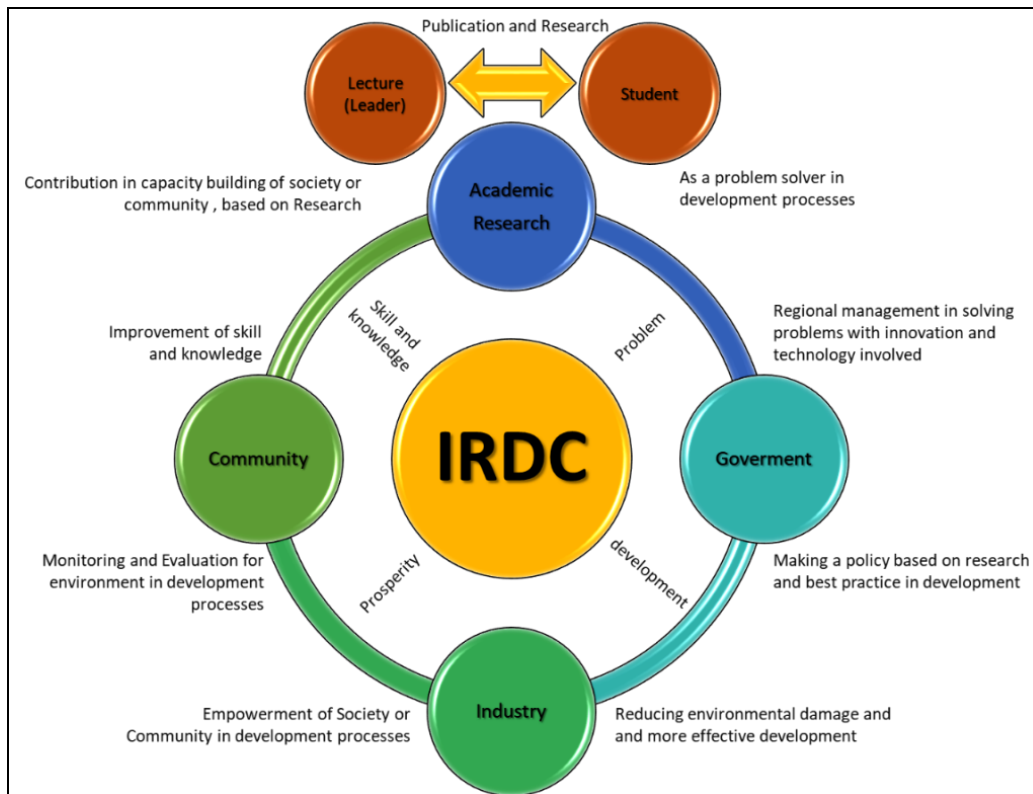 Publication and Research
Lecture
(Leader)
Student
Academic
Research
Contribution in capacity building of society or
community , based on Research
As a problem solver in
development processes
Improvement of skill
and knowledge
Skill and
knowledge
Problem
Regional management in solving
problems with innovation and
technology involved
Community
IRDC
Goverment
Monitoring and Evaluation for
environment in development
processes
Prosperity
development
Making a policy based on research
and best practice in development
Empowerment of Society or
Community in development processes
Industry
Reducing environmental damage and
and more effective development